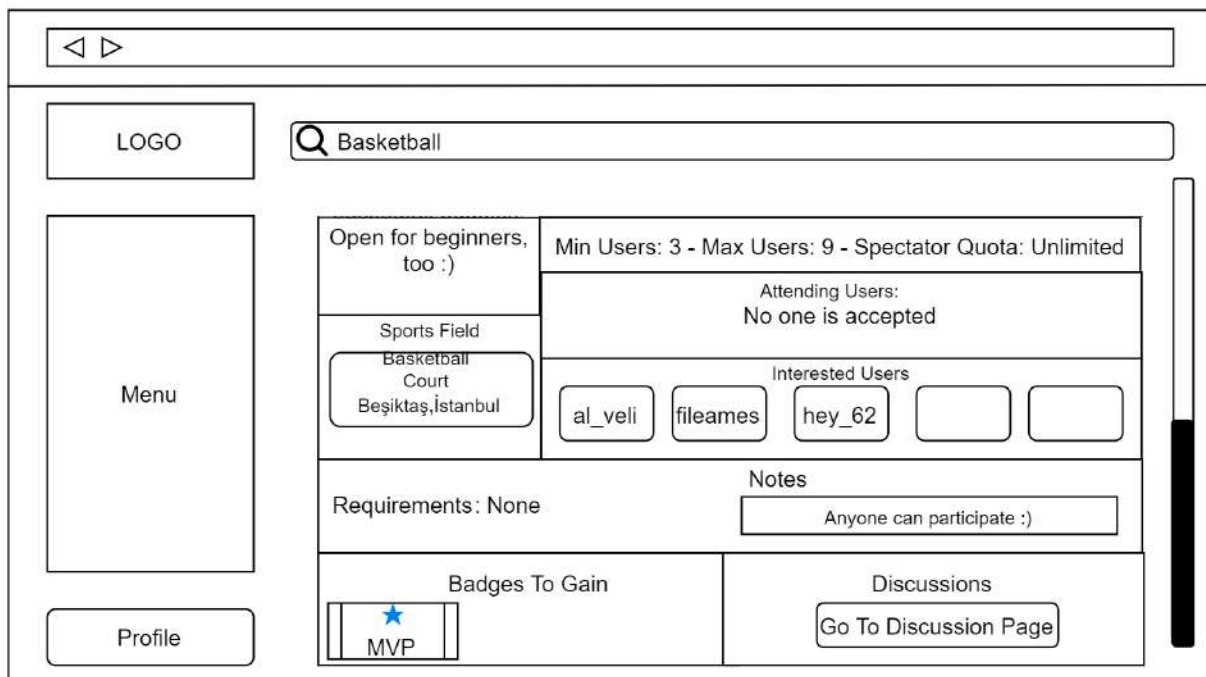 LOGO
Basketball
Menu
Profile
Open for beginners,
too :)
Min Users: 3 - Max Users: 9 - Spectator Quota: Unlimited
Attending Users:
No one is accepted
Sports Field
Basketball
Court
Beşiktaş,İstanbul
Interested Users
al_veli
fileames
hey_62
Requirements: None
Notes
Anyone can participate :)
Badges To Gain
MVP
Discussions
Go To Discussion Page